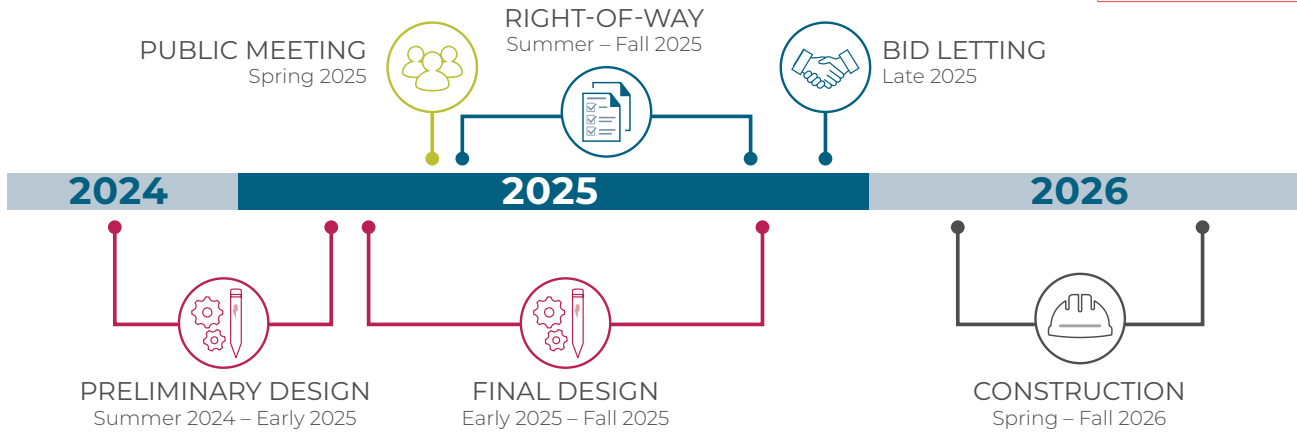 RIGHT-OF-WAY
Summer – Fall 2025
PUBLIC MEETING
Spring 2025
BID LETTING
Late 2025
2024
2025
2026
PRELIMINARY DESIGN
Summer 2024 – Early 2025
FINAL DESIGN
Early 2025 – Fall 2025
CONSTRUCTION
Spring – Fall 2026